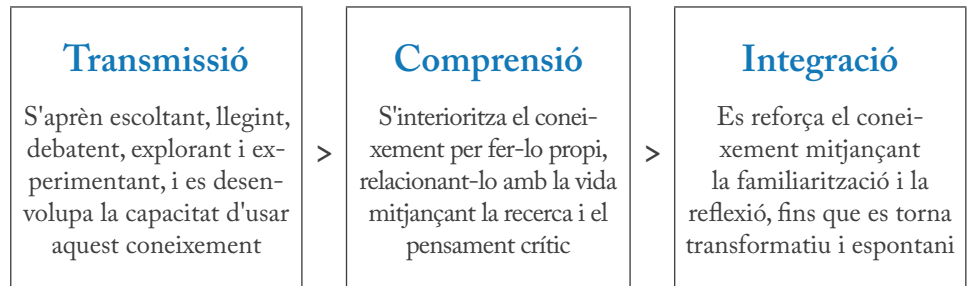 Transmissió
S'aprèn escoltant, llegint,
debatent, explorant i ex-
perimentant, i es desen-
volupa la capacitat d'usar
aquest coneixement
>
Comprensió
S'interioritza el conei-
xement per fer-lo propi,
relacionant-lo amb la vida
mitjançant la recerca i el
pensament crític
>
Integració
Es reforça el conei-
xement mitjançant
la familiarització i la
reflexió, fins que es torna
transformatiu i espontani